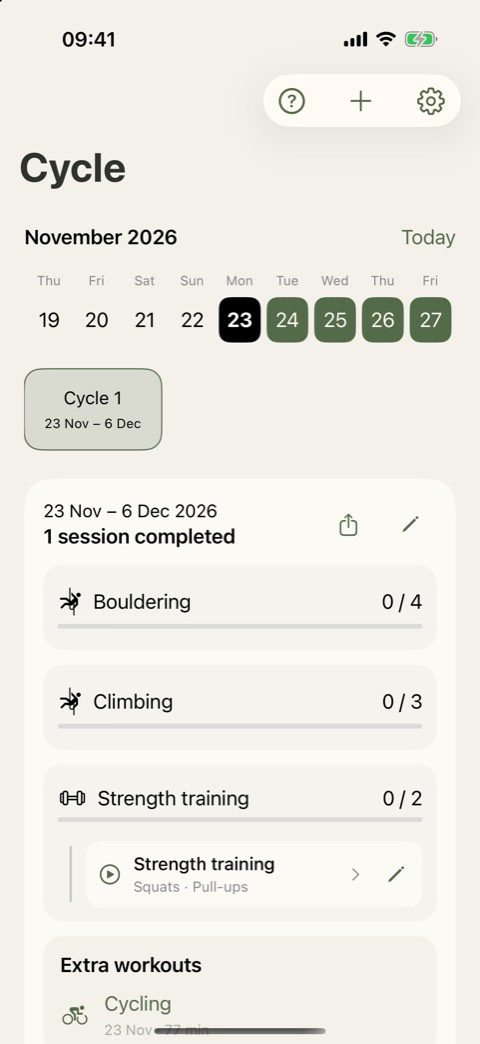 09:41
Cycle
November 2026 Today
Thu Fri Sat Sun Mon Tue Wed Thu Fri
19 20 21 22 23 24 25 26 27
Cycle 1
23 Nov – 6 Dec
23 Nov – 6 Dec 2026
1 session completed
Bouldering 0 / 4
Climbing 0 / 3
Strength training 0 / 2
Strength training
Squats · Pull-ups
Extra workouts
Cycling
23 Nov · 77 min